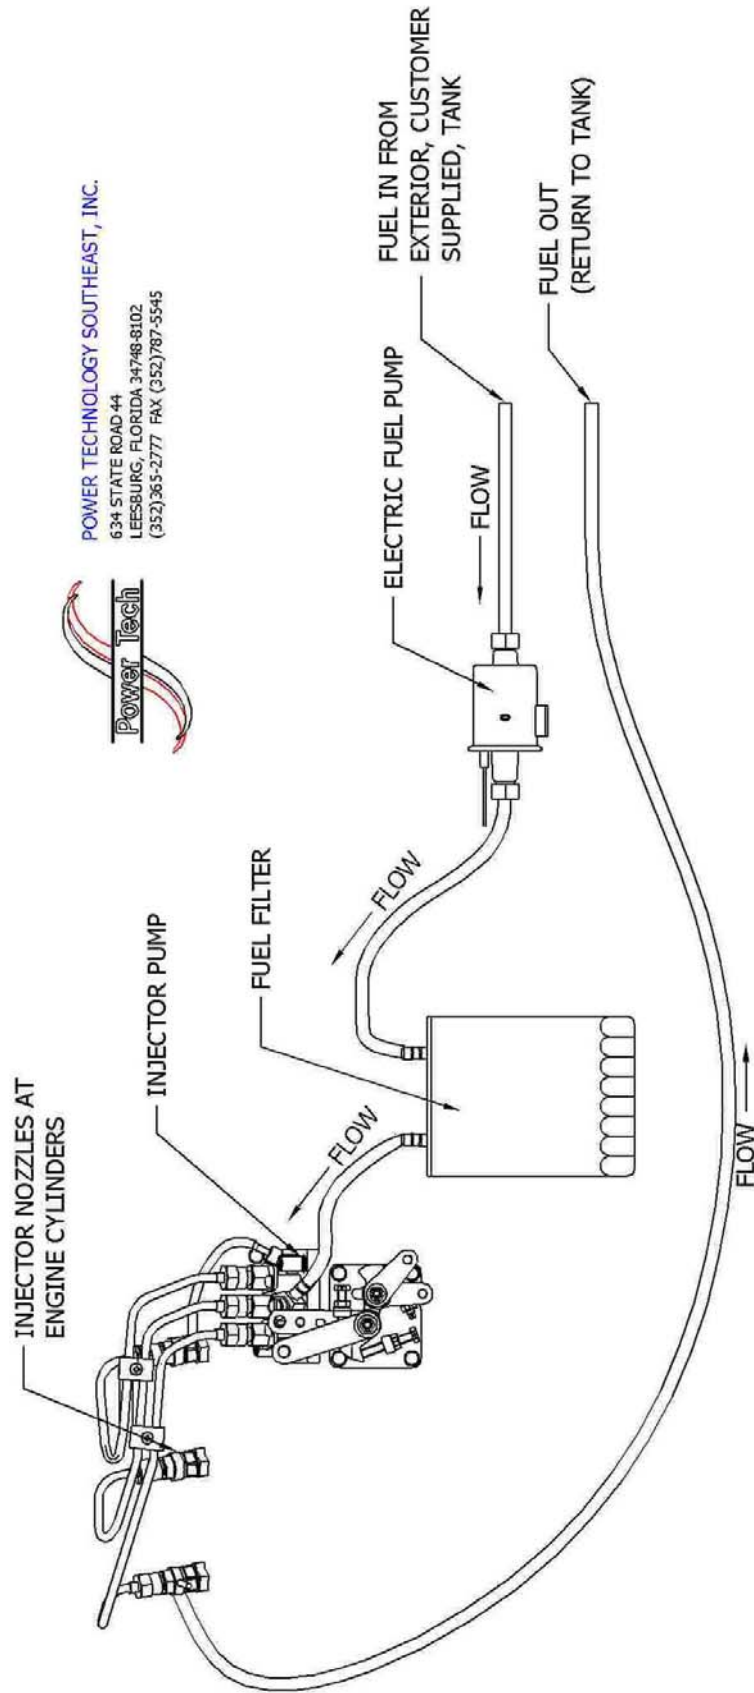 Power Tech
POWER TECHNOLOGY SOUTHEAST, INC.
634 STATE ROAD 44
LEESBURG, FLORIDA 34748-8102
(352)365-2777 FAX (352)787-5545
INJECTOR NOZZLES AT
ENGINE CYLINDERS
INJECTOR PUMP
FLOW
FUEL FILTER
FLOW
ELECTRIC FUEL PUMP
FLOW
FUEL IN FROM
EXTERIOR, CUSTOMER
SUPPLIED, TANK
FUEL OUT
(RETURN TO TANK)
FLOW